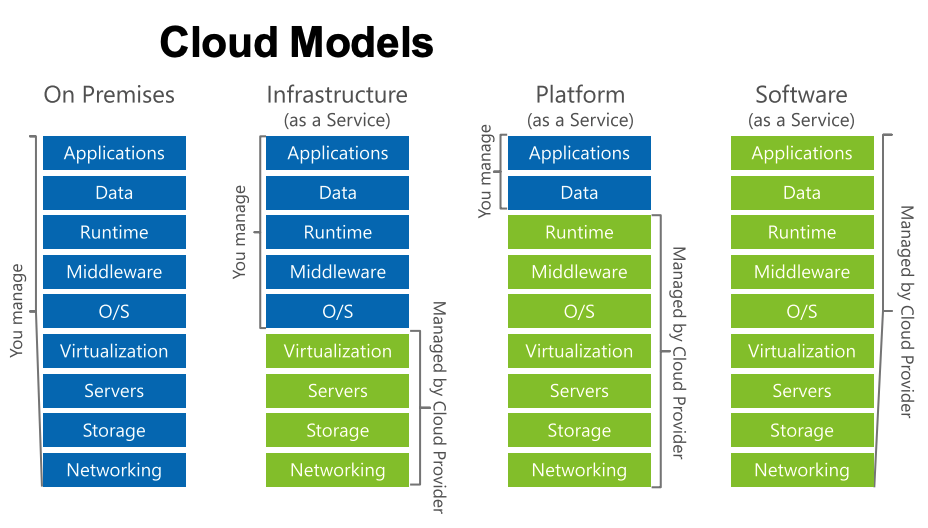 Cloud Models
On Premises
You manage
Applications
Data
Runtime
Middleware
O/S
Virtualization
Servers
Storage
Networking
Infrastructure
(as a Service)
You manage
Applications
Data
Runtime
Middleware
O/S
Virtualization
Servers
Storage
Networking
Managed by Cloud Provider
Platform
(as a Service)
You manage
Applications
Data
Runtime
Middleware
O/S
Virtualization
Servers
Storage
Networking
Managed by Cloud Provider
Software
(as a Service)
Applications
Data
Runtime
Middleware
O/S
Virtualization
Servers
Storage
Networking
Managed by Cloud Provider